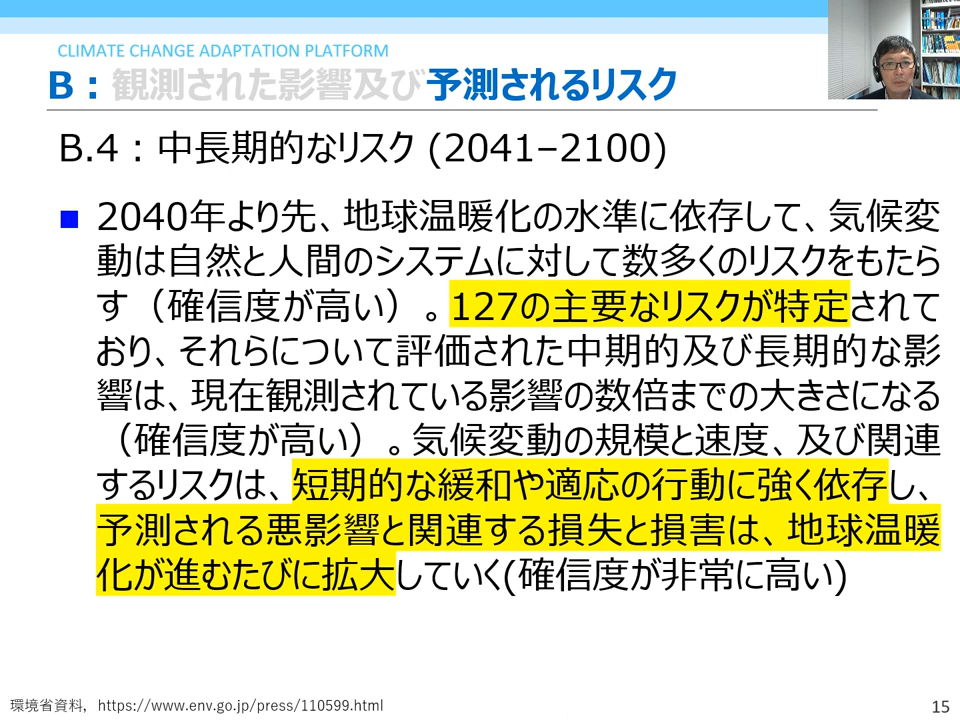 CLIMATE CHANGE ADAPTATION PLATFORM
B：観測された影響及び予測されるリスク
B.4：中長期的なリスク (2041–2100)
2040年より先、地球温暖化の水準に依存して、気候変
動は自然と人間のシステムに対して数多くのリスクをもたら
す（確信度が高い）。127の主要なリスクが特定されて
おり、それらについて評価された中期的及び長期的な影
響は、現在観測されている影響の数倍までの大きさになる
（確信度が高い）。気候変動の規模と速度、及び関連
するリスクは、短期的な緩和や適応の行動に強く依存し、
予測される悪影響と関連する損失と損害は、地球温暖
化が進むたびに拡大していく(確信度が非常に高い)
環境省資料，https://www.env.go.jp/press/110599.html
15